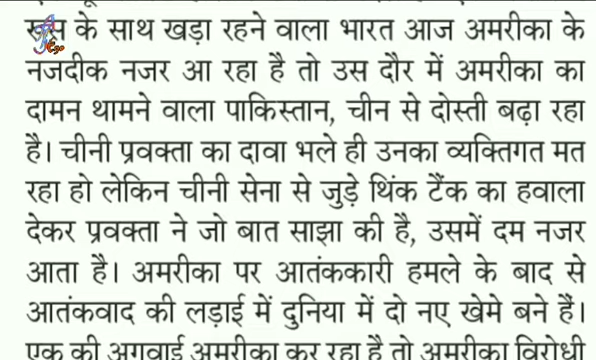 रूस के साथ खड़ा रहने वाला भारत आज अमरीका के
नजदीक नजर आ रहा है तो उस दौर में अमरीका का
दामन थामने वाला पाकिस्तान, चीन से दोस्ती बढ़ा रहा
है। चीनी प्रवक्ता का दावा भले ही उनका व्यक्तिगत मत
रहा हो लेकिन चीनी सेना से जुड़े थिंक टैंक का हवाला
देकर प्रवक्ता ने जो बात साझा की है, उसमें दम नजर
आता है। अमरीका पर आतंककारी हमले के बाद से
आतंकवाद की लड़ाई में दुनिया में दो नए खेमे बने हैं।
एक की अगुवाई अमरीका कर रहा है तो अमरीका विरोधी